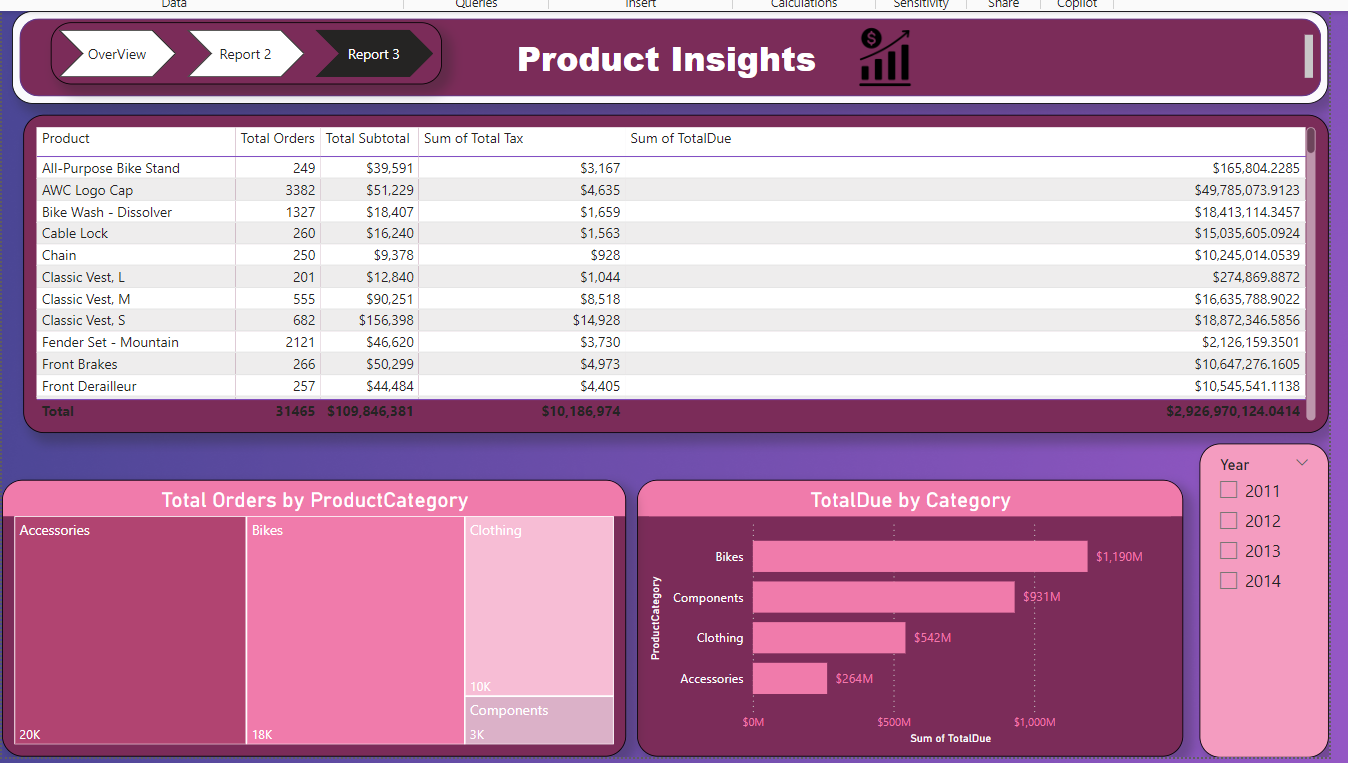 Data Queries Insert Calculations Sensitivity Share Copilot
OverView Report 2 Report 3 Product Insights
Product Total Orders Total Subtotal Sum of Total Tax Sum of TotalDue
All-Purpose Bike Stand 249 $39,591 $3,167 $165,804.2285
AWC Logo Cap 3382 $51,229 $4,635 $49,785,073.9123
Bike Wash - Dissolver 1327 $18,407 $1,659 $18,413,114.3457
Cable Lock 260 $16,240 $1,563 $15,035,605.0924
Chain 250 $9,378 $928 $10,245,014.0539
Classic Vest, L 201 $12,840 $1,044 $274,869.8872
Classic Vest, M 555 $90,251 $8,518 $16,635,788.9022
Classic Vest, S 682 $156,398 $14,928 $18,872,346.5856
Fender Set - Mountain 2121 $46,620 $3,730 $2,126,159.3501
Front Brakes 266 $50,299 $4,973 $10,647,276.1605
Front Derailleur 257 $44,484 $4,405 $10,545,541.1138
Total 31465 $109,846,381 $10,186,974 $2,926,970,124.0414
Total Orders by ProductCategory
Accessories
20K
Bikes
18K
Clothing
10K
Components
3K
TotalDue by Category
ProductCategory
Bikes $1,190M
Components $931M
Clothing $542M
Accessories $264M
$0M $500M $1,000M
Sum of TotalDue
Year
2011
2012
2013
2014